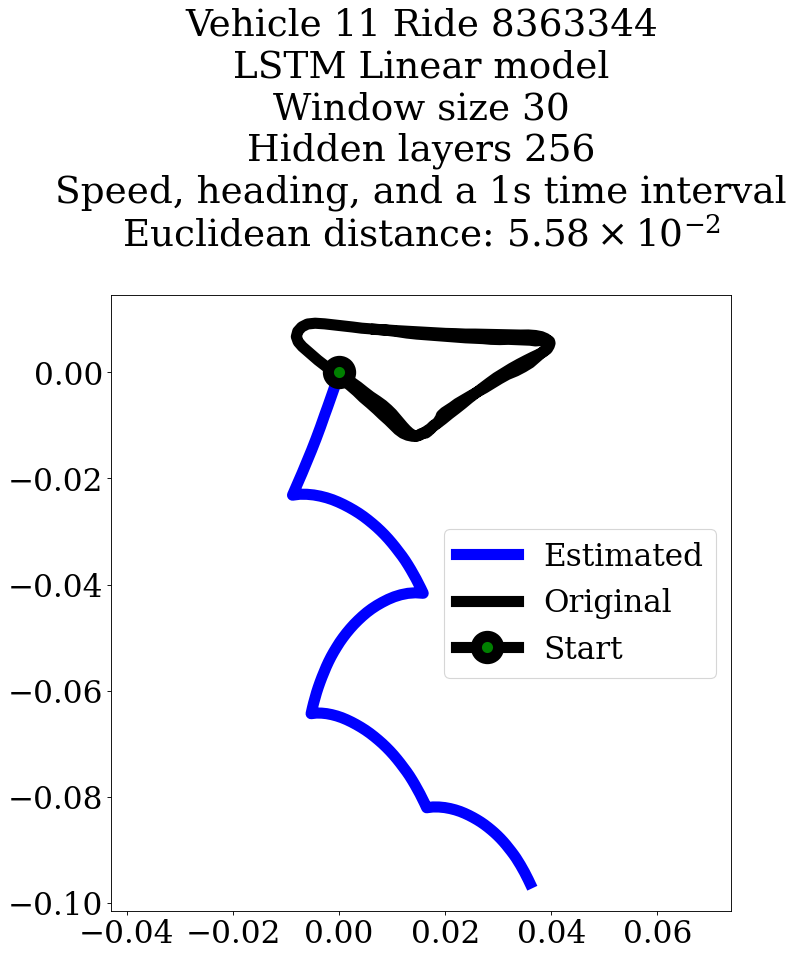 Vehicle 11 Ride 8363344
LSTM Linear model
Window size 30
Hidden layers 256
Speed, heading, and a 1s time interval
Euclidean distance: 5.58 × 10⁻²
0.00
−0.02
−0.04
−0.06
−0.08
−0.10
Estimated
Original
Start
−0.04 −0.02 0.00 0.02 0.04 0.06